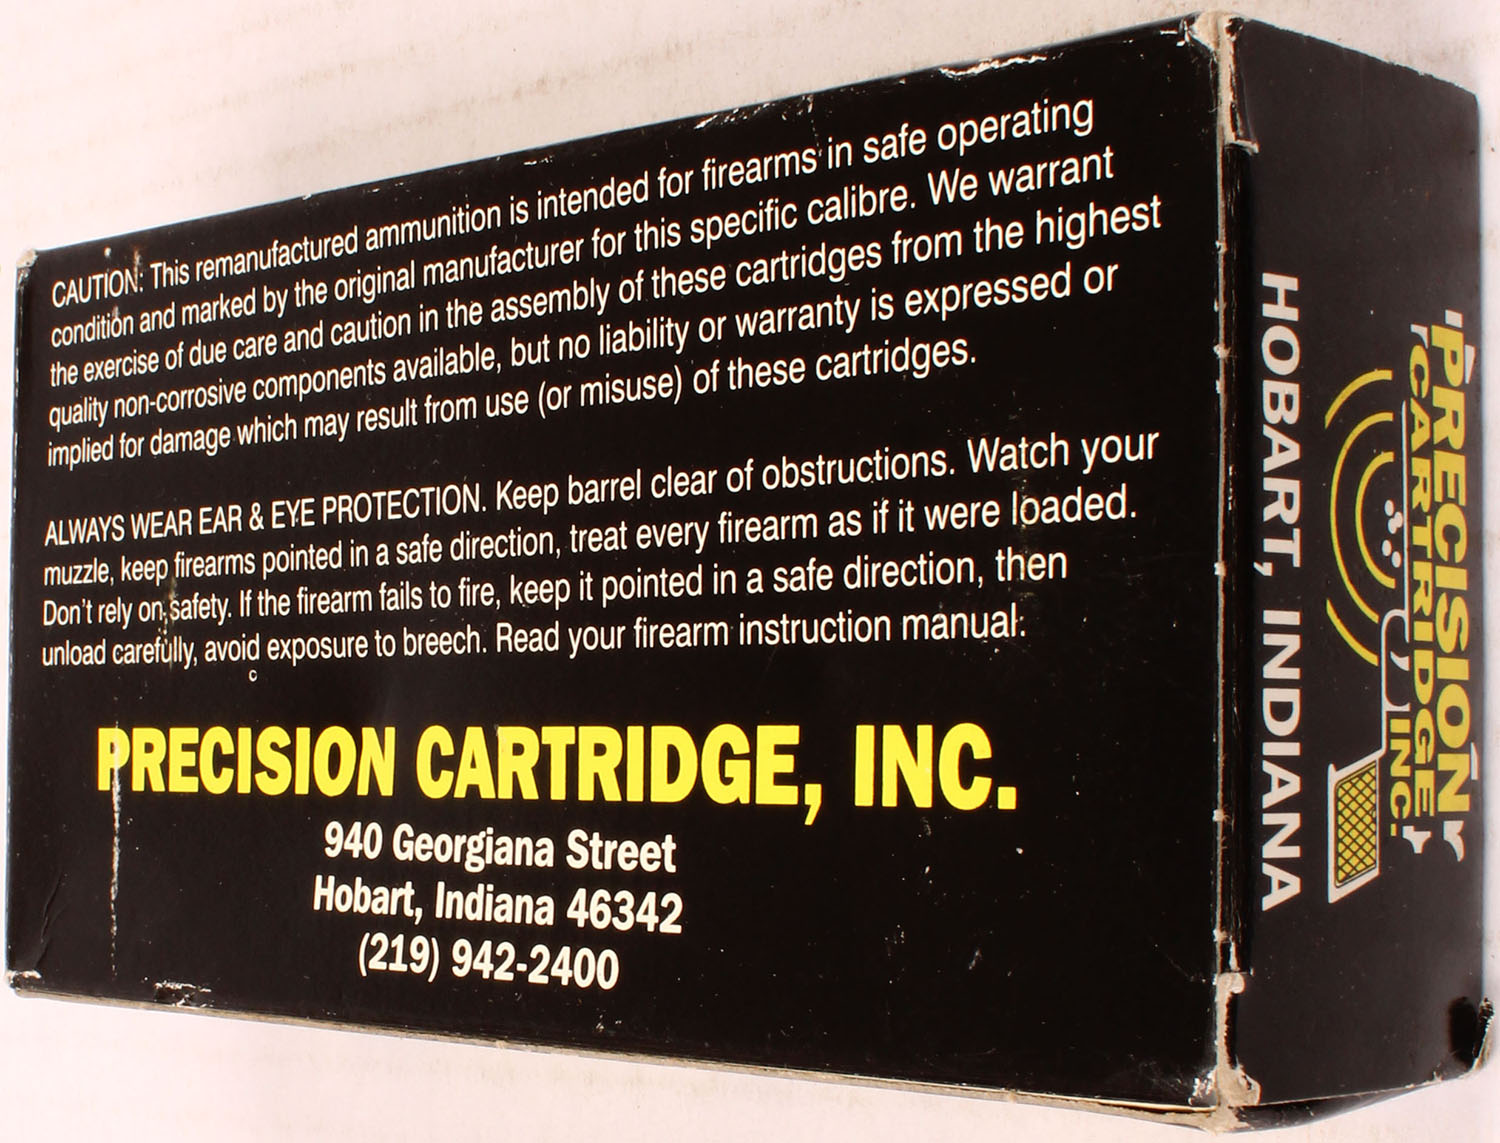 CAUTION: This remanufactured ammunition is intended for firearms in safe operating
condition and marked by the original manufacturer for this specific calibre. We warrant
the exercise of due care and caution in the assembly of these cartridges from the highest
quality non-corrosive components available, but no liability or warranty is expressed or
implied for damage which may result from use (or misuse) of these cartridges.
ALWAYS WEAR EAR & EYE PROTECTION. Keep barrel clear of obstructions. Watch your
muzzle, keep firearms pointed in a safe direction, treat every firearm as if it were loaded.
Don't rely on safety. If the firearm fails to fire, keep it pointed in a safe direction, then
unload carefully, avoid exposure to breech. Read your firearm instruction manual.
PRECISION CARTRIDGE, INC.
940 Georgiana Street
Hobart, Indiana 46342
(219) 942-2400
PRECISION
CARTRIDGE,
INC.
HOBART, INDIANA